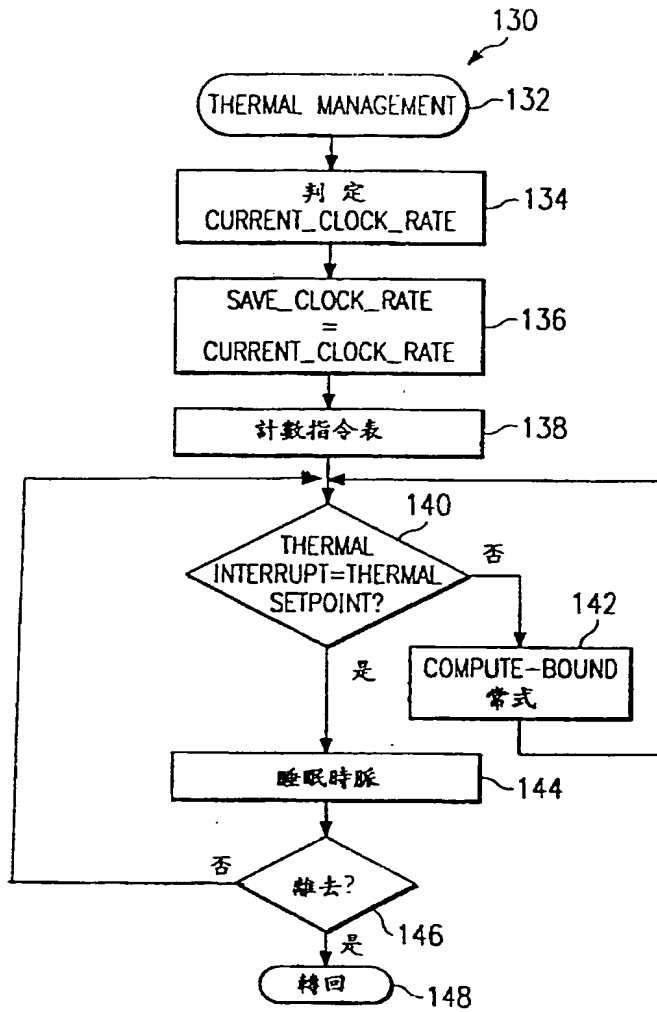 130
THERMAL MANAGEMENT
132
判定
CURRENT_CLOCK_RATE
134
SAVE_CLOCK_RATE
=
CURRENT_CLOCK_RATE
136
計數指令表
138
140
THERMAL
INTERRUPT=THERMAL
SETPOINT?
否
142
COMPUTE-BOUND
常式
是
睡眠時脈
144
否
離去?
146
是
轉回
148